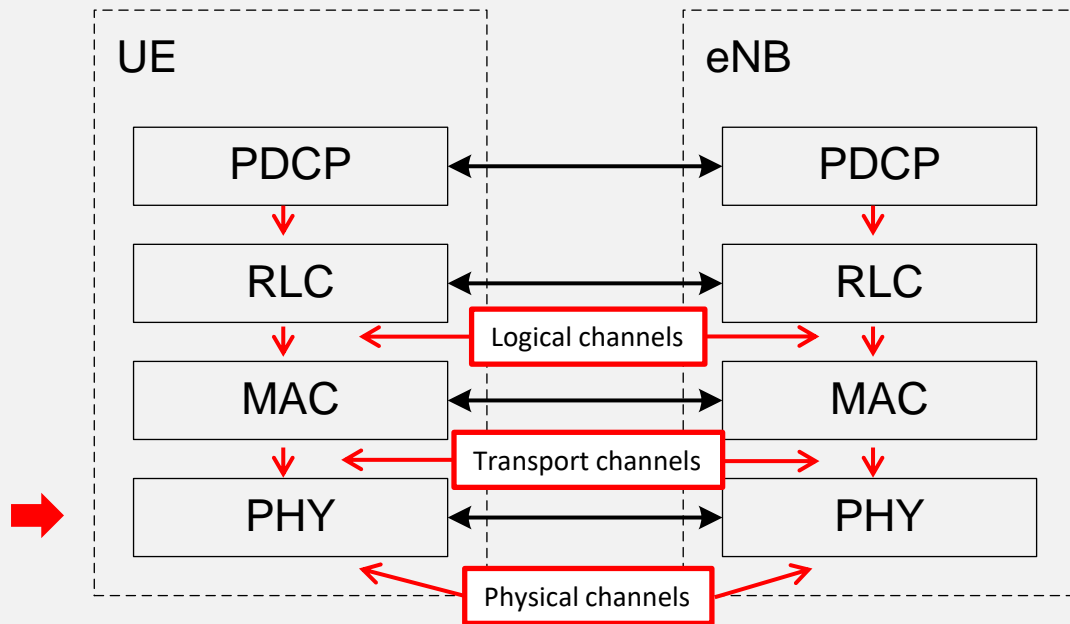 UE
eNB
PDCP
PDCP
RLC
RLC
Logical channels
MAC
MAC
Transport channels
PHY
PHY
Physical channels